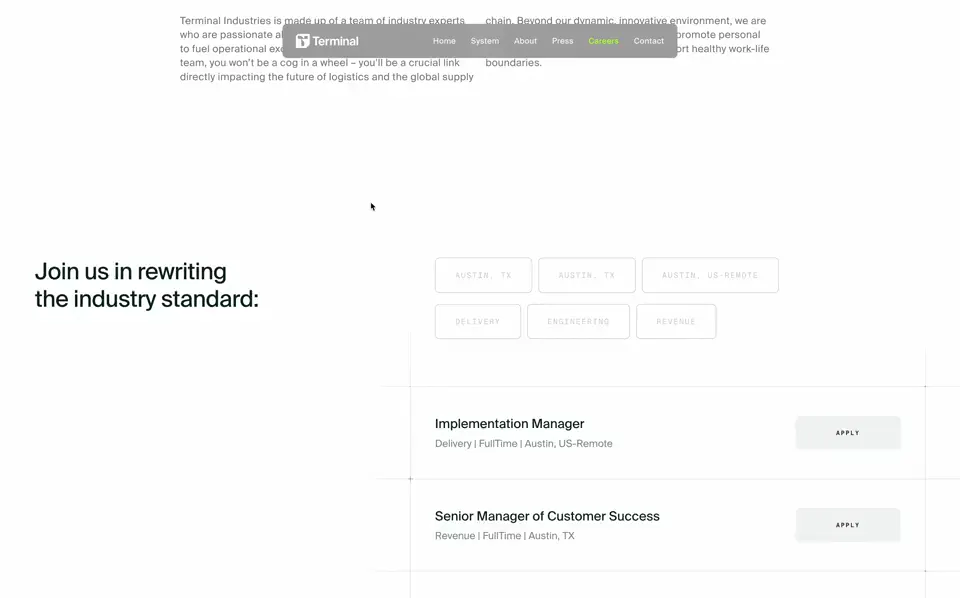 Terminal Industries is made up of a team of industry experts
who are passionate
to fuel operational
team, you won't be a cog in a wheel – you'll be a crucial link
directly impacting the future of logistics and the global supply
chain. Beyond our dynamic, innovative environment, we are
promote personal
healthy work-life
boundaries.
Terminal
Home System About Press Careers Contact
Join us in rewriting
the industry standard:
AUSTIN, TX AUSTIN, TX AUSTIN, US-REMOTE
DELIVERY ENGINEERING REVENUE
Implementation Manager
Delivery | FullTime | Austin, US-Remote
APPLY
Senior Manager of Customer Success
Revenue | FullTime | Austin, TX
APPLY